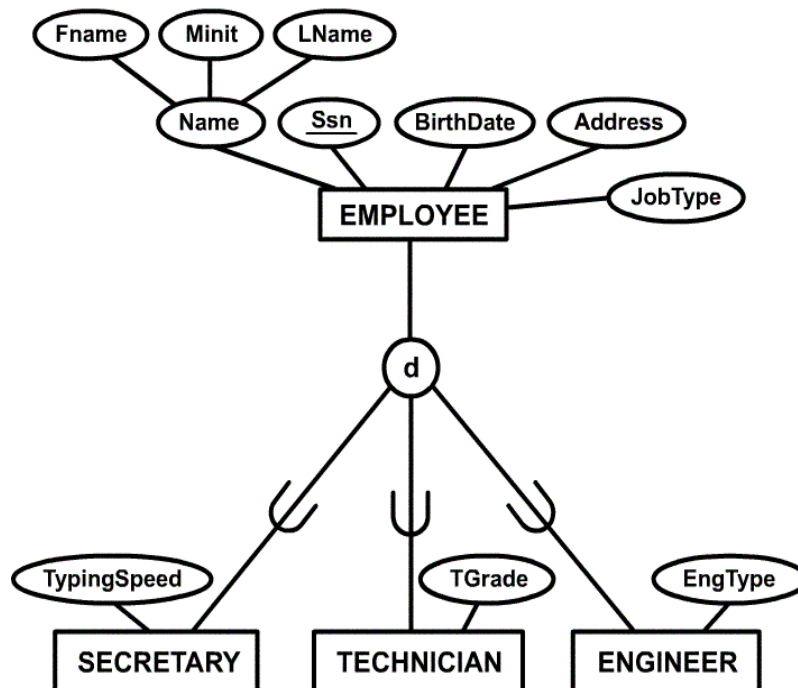 Fname Minit LName
Name Ssn BirthDate Address
JobType
EMPLOYEE
d
TypingSpeed TGrade EngType
SECRETARY TECHNICIAN ENGINEER